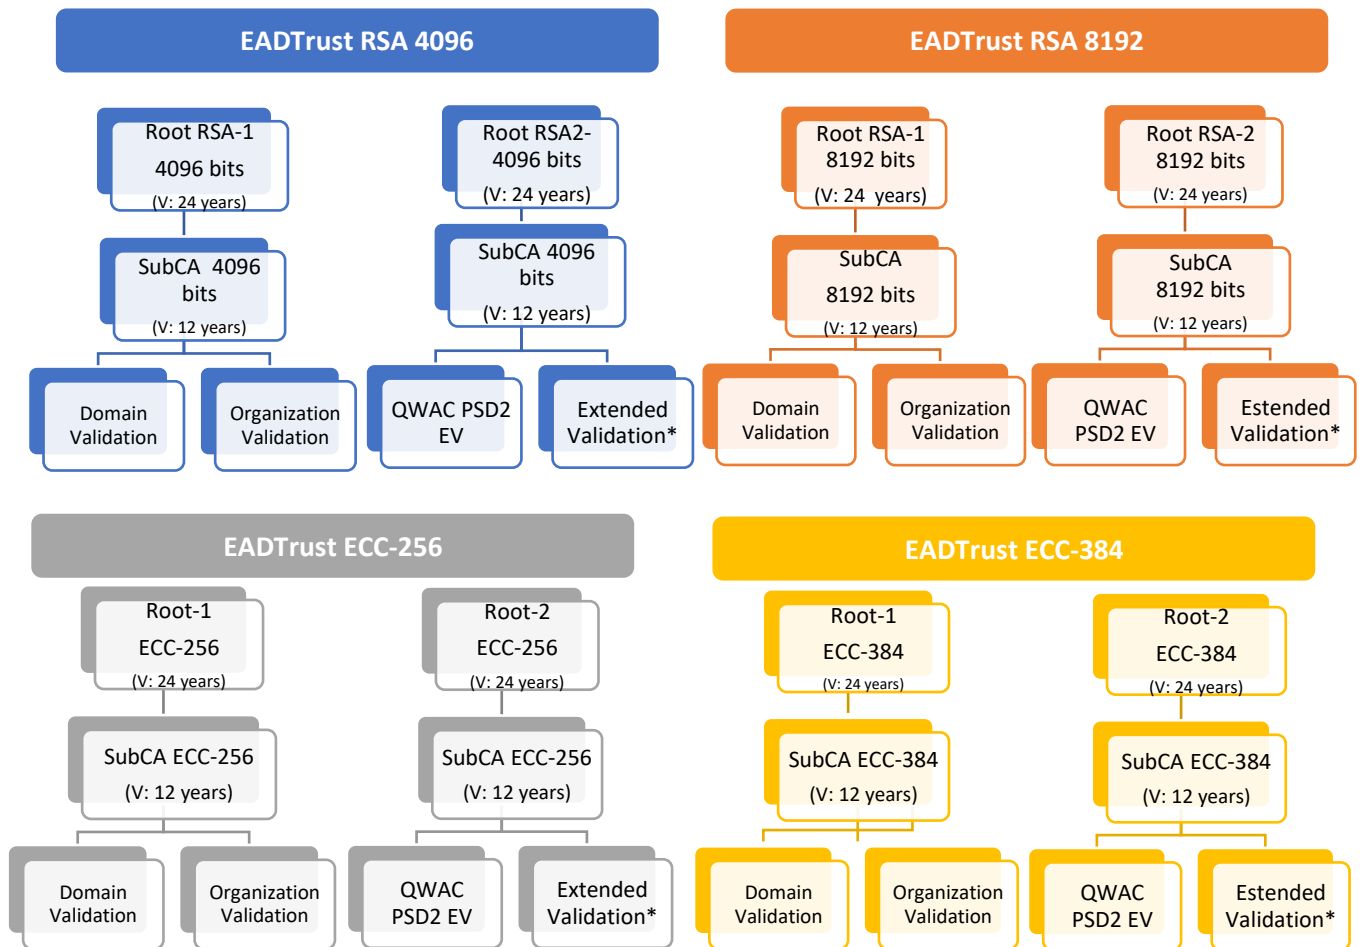 EADTrust RSA 4096
Root RSA-1
4096 bits
(V: 24 years)
SubCA 4096
bits
(V: 12 years)
Domain
Validation
Organization
Validation
Root RSA2-
4096 bits
(V: 24 years)
SubCA 4096
bits
(V: 12 years)
QWAC PSD2
EV
Extended
Validation*
EADTrust RSA 8192
Root RSA-1
8192 bits
(V: 24 years)
SubCA
8192 bits
(V: 12 years)
Domain
Validation
Organization
Validation
Root RSA-2
8192 bits
(V: 24 years)
SubCA
8192 bits
(V: 12 years)
QWAC
PSD2 EV
Estended
Validation*
EADTrust ECC-256
Root-1
ECC-256
(V: 24 years)
SubCA ECC-256
(V: 12 years)
Domain
Validation
Organization
Validation
Root-2
ECC-256
(V: 24 years)
SubCA ECC-256
(V: 12 years)
QWAC
PSD2 EV
Extended
Validation*
EADTrust ECC-384
Root-1
ECC-384
(V: 24 years)
SubCA ECC-384
(V: 12 years)
Domain
Validation
Organization
Validation
Root-2
ECC-384
(V: 24 years)
SubCA ECC-384
(V: 12 years)
QWAC
PSD2 EV
Estended
Validation*